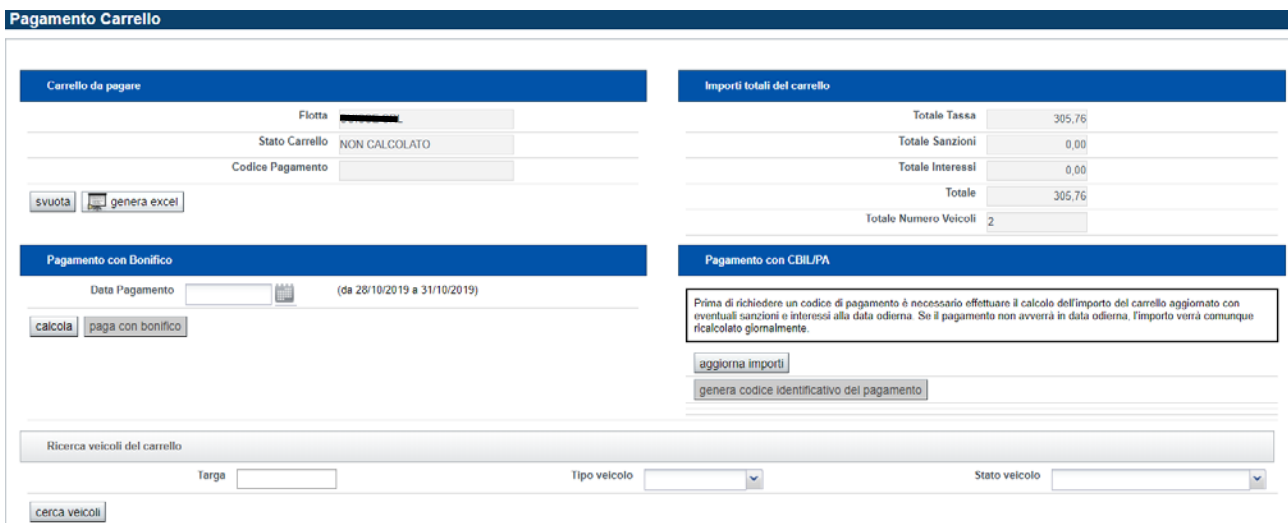 Pagamento Carrello
Carrello da pagare
Flotta
Stato Carrello NON CALCOLATO
Codice Pagamento
svuota genera excel
Importi totali del carrello
Totale Tassa 305,76
Totale Sanzioni 0,00
Totale Interessi 0,00
Totale 305,76
Totale Numero Veicoli 2
Pagamento con Bonifico
Data Pagamento (da 28/10/2019 a 31/10/2019)
calcola paga con bonifico
Pagamento con CBIL/PA
Prima di richiedere un codice di pagamento è necessario effettuare il calcolo dell'importo del carrello aggiornato con
eventuali sanzioni e interessi alla data odierna. Se il pagamento non avverrà in data odierna, l'importo verrà comunque
ricalcolato giornalmente.
aggiorna importi
genera codice identificativo del pagamento
Ricerca veicoli del carrello
Targa Tipo veicolo Stato veicolo
cerca veicoli